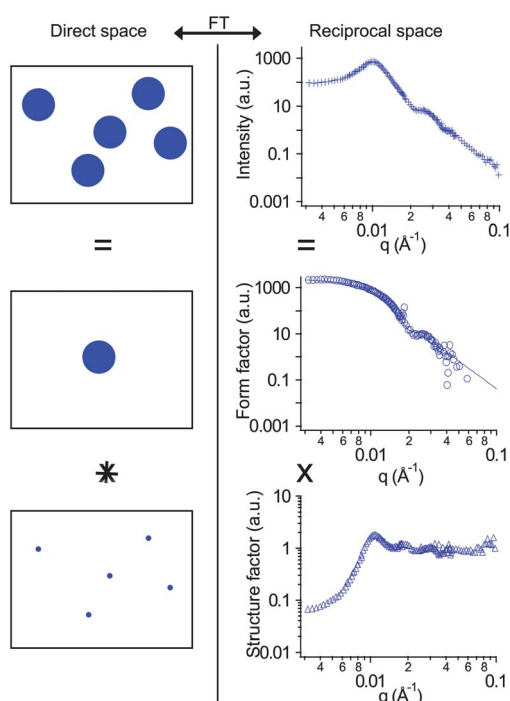 Direct space FT Reciprocal space
Intensity (a.u.)
1000
10
0.1
0.001
4 6 8 2 4 6 8
0.01 0.1
q (Å-1)
= =
Form factor (a.u.)
1000
10
0.1
0.001
4 6 8 2 4 6 8
0.01 0.1
q (Å-1)
* X
Structure factor (a.u.)
10
1
0.1
0.01
4 6 8 2 4 6 8
0.01 0.1
q (Å-1)